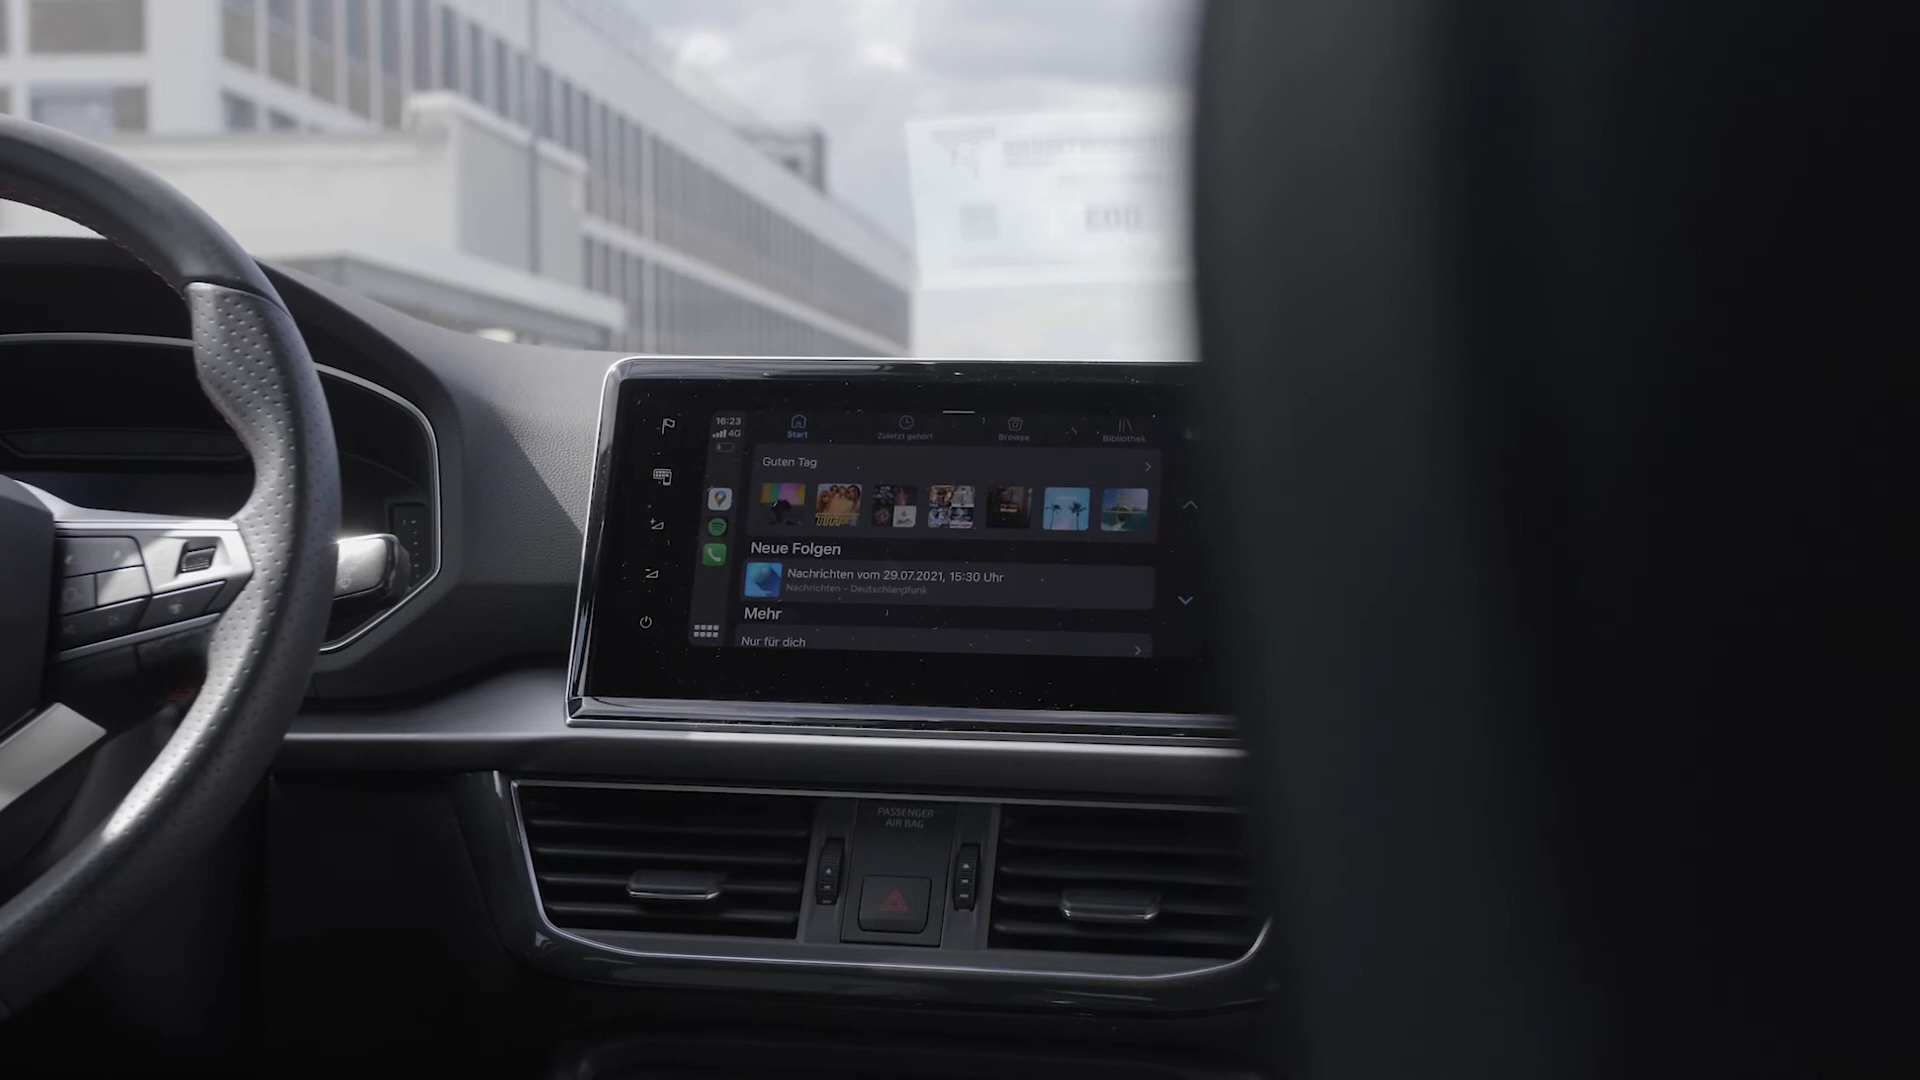 16:23
4G
Start
Zuletzt gehört
Browse
Bibliothek
Guten Tag
Neue Folgen
Nachrichten vom 29.07.2021, 15:30 Uhr
Nachrichten - Deutschlandfunk
Mehr
Nur für dich
PASSENGER
AIR BAG